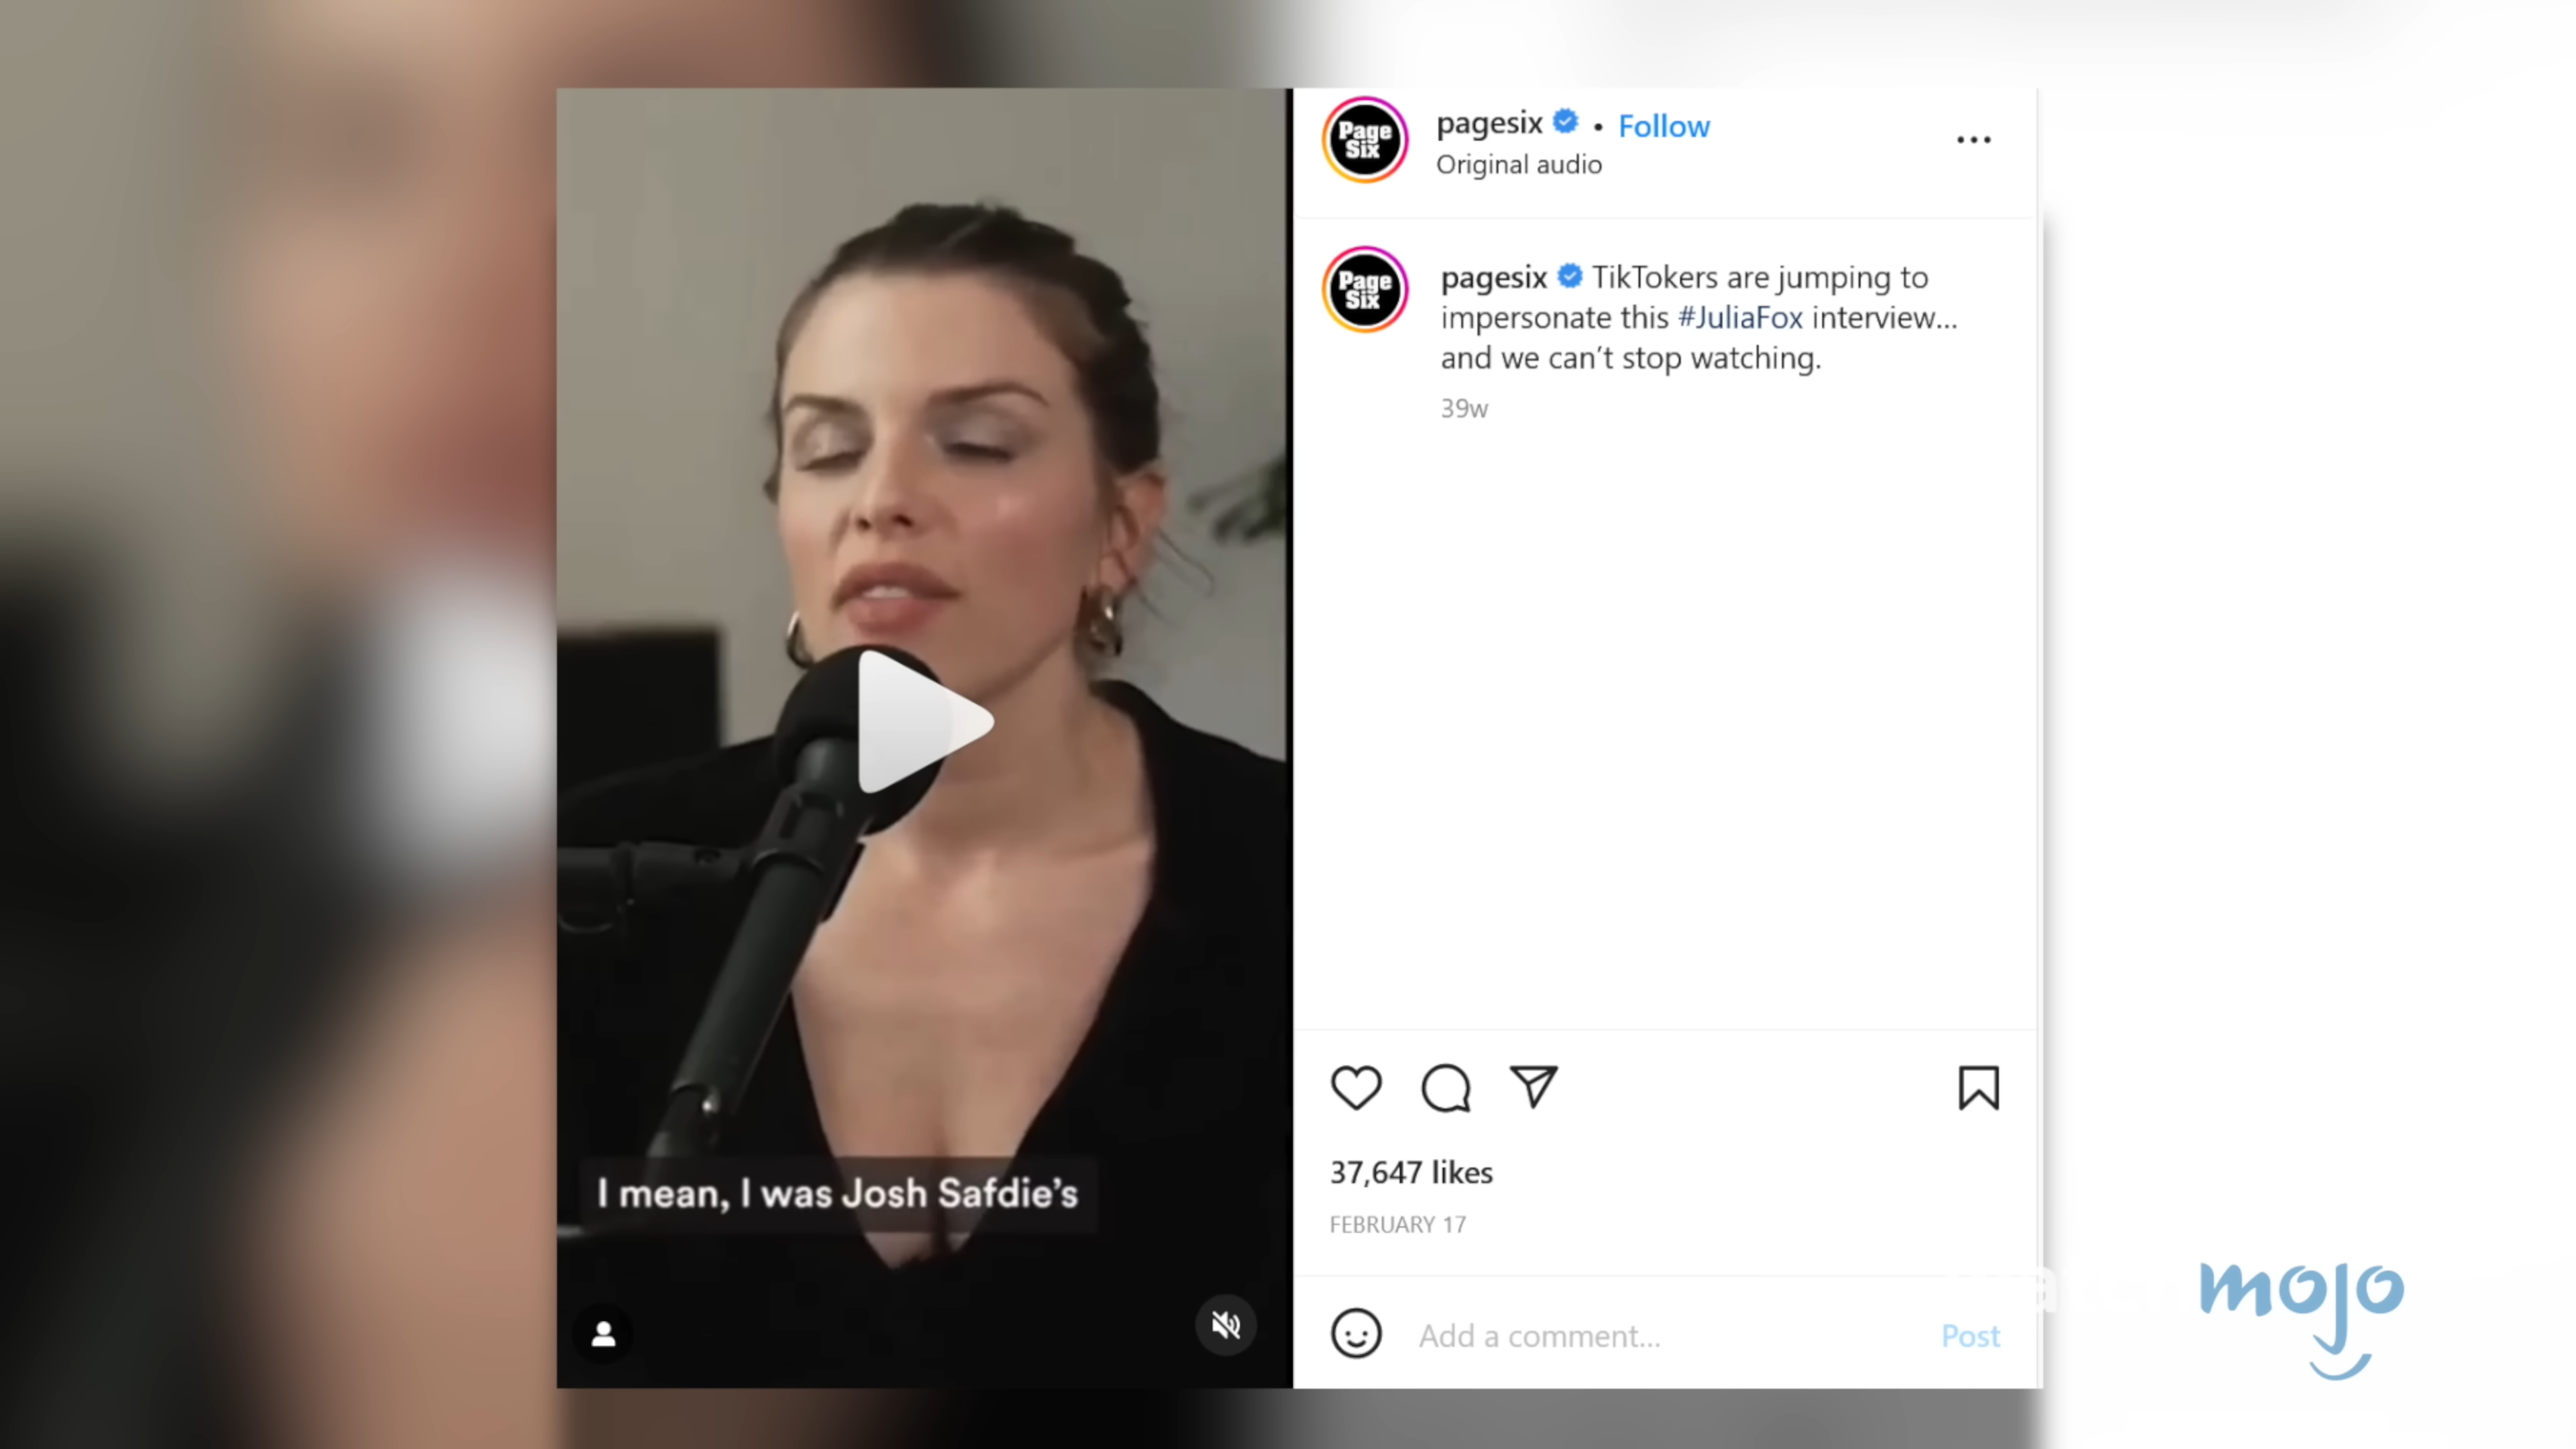 Page
Six
pagesix • Follow
Original audio
Page
Six
pagesix TikTokers are jumping to
impersonate this #JuliaFox interview...
and we can't stop watching.
39w
I mean, I was Josh Safdie's
37,647 likes
FEBRUARY 17
Add a comment... Post
mojo